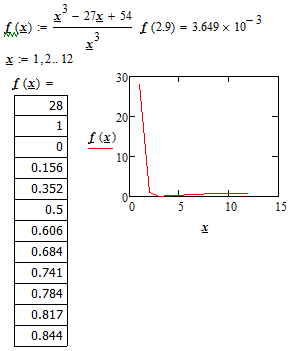 f(x) := (x^3 − 27x + 54) / x^3   f(2.9) = 3.649 × 10^−3
x := 1, 2.. 12
f(x) =
28
1
0
0.156
0.352
0.5
0.606
0.684
0.741
0.784
0.817
0.844
30
20
10
0
f(x)
0 5 10 15
x